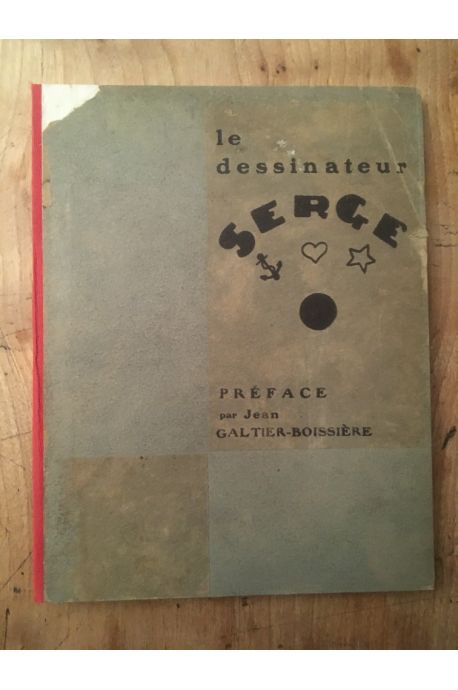 le
dessinateur
SERGE
PRÉFACE
par Jean
GALTIER-BOISSIÈRE